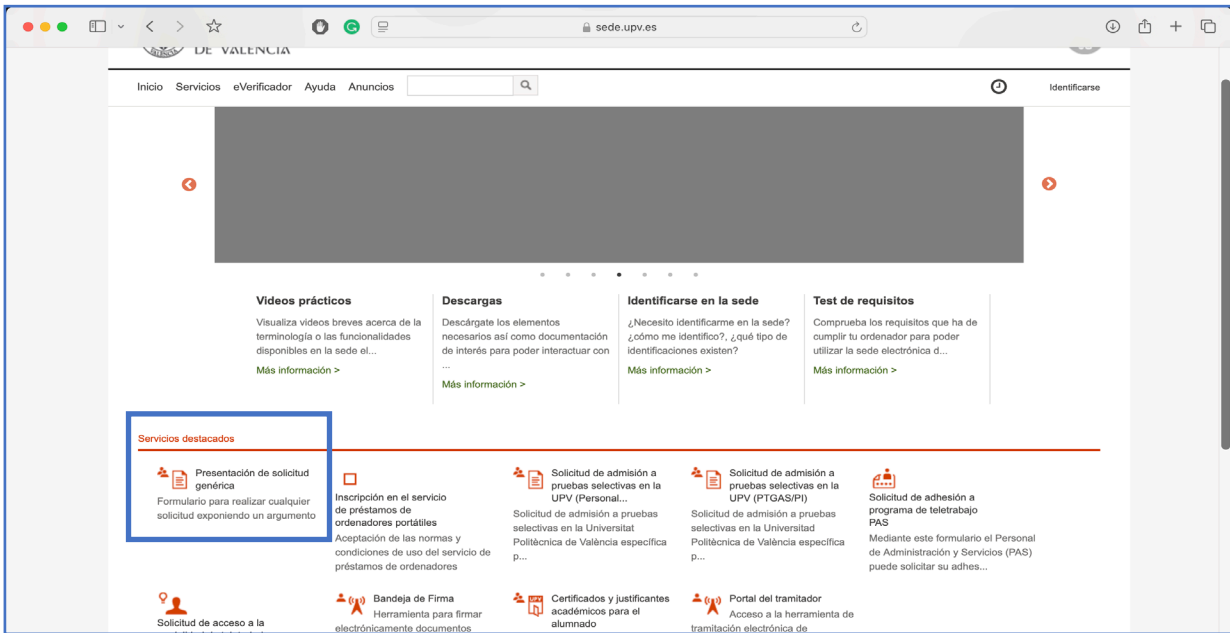 sede.upv.es
DE VALÈNCIA
Inicio Servicios eVerificador Ayuda Anuncios
Identificarse
Videos prácticos
Visualiza videos breves acerca de la
terminología o las funcionalidades
disponibles en la sede el...
Más información >
Descargas
Descárgate los elementos
necesarios así como documentación
de interés para poder interactuar con
...
Más información >
Identificarse en la sede
¿Necesito identificarme en la sede?
¿cómo me identifico?, ¿qué tipo de
identificaciones existen?
Más información >
Test de requisitos
Comprueba los requisitos que ha de
cumplir tu ordenador para poder
utilizar la sede electrónica d...
Más información >
Servicios destacados
Presentación de solicitud
genérica
Formulario para realizar cualquier
solicitud exponiendo un argumento
Inscripción en el servicio
de préstamos de
ordenadores portátiles
Aceptación de las normas y
condiciones de uso del servicio de
préstamos de ordenadores
Solicitud de admisión a
pruebas selectivas en la
UPV (Personal...
Solicitud de admisión a pruebas
selectivas en la Universitat
Politècnica de València específica
p...
Solicitud de admisión a
pruebas selectivas en la
UPV (PTGAS/PI)
Solicitud de admisión a pruebas
selectivas en la Universitad
Politècnica de València específica
p...
Solicitud de adhesión a
programa de teletrabajo
PAS
Mediante este formulario el Personal
de Administración y Servicios (PAS)
puede solicitar su adhes...
Solicitud de acceso a la
Bandeja de Firma
Herramienta para firmar
electrónicamente documentos
UPV
Certificados y justificantes
académicos para el
alumnado
Portal del tramitador
Acceso a la herramienta de
tramitación electrónica de